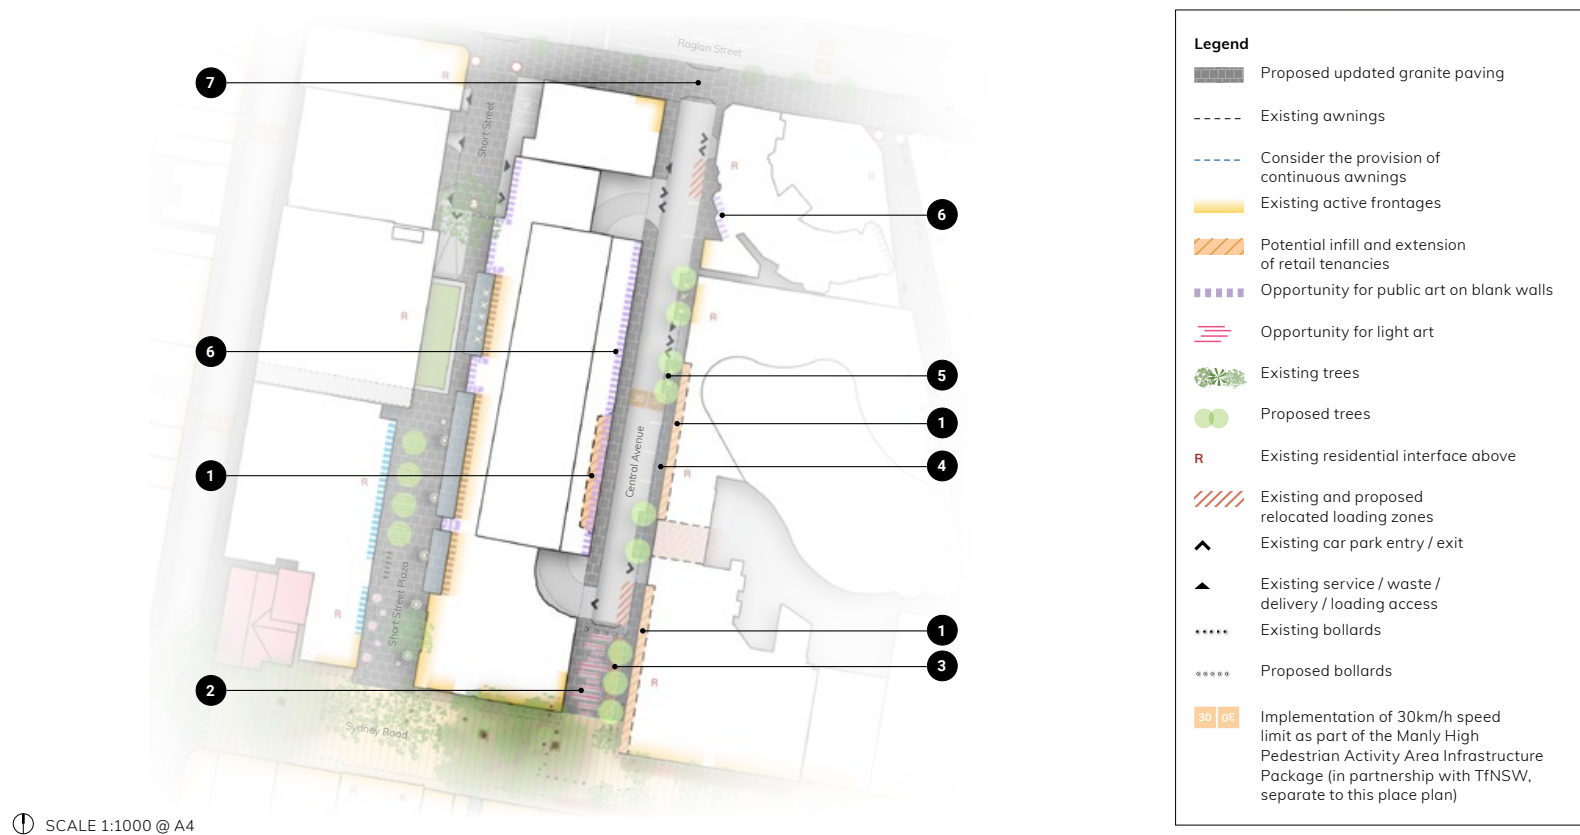 Raglan Street
7
Short Street
R
R
R
R
6
R
R
6
5
30
1
1
4
Central Avenue
R
R
Short Street Plaza
R
1
3
2
R
Sydney Road
R
R
SCALE 1:1000 @ A4
Legend
Proposed updated granite paving
Existing awnings
Consider the provision of
continuous awnings
Existing active frontages
Potential infill and extension
of retail tenancies
Opportunity for public art on blank walls
Opportunity for light art
Existing trees
Proposed trees
R Existing residential interface above
Existing and proposed
relocated loading zones
Existing car park entry / exit
Existing service / waste /
delivery / loading access
Existing bollards
Proposed bollards
30 30
Implementation of 30km/h speed
limit as part of the Manly High
Pedestrian Activity Area Infrastructure
Package (in partnership with TfNSW,
separate to this place plan)